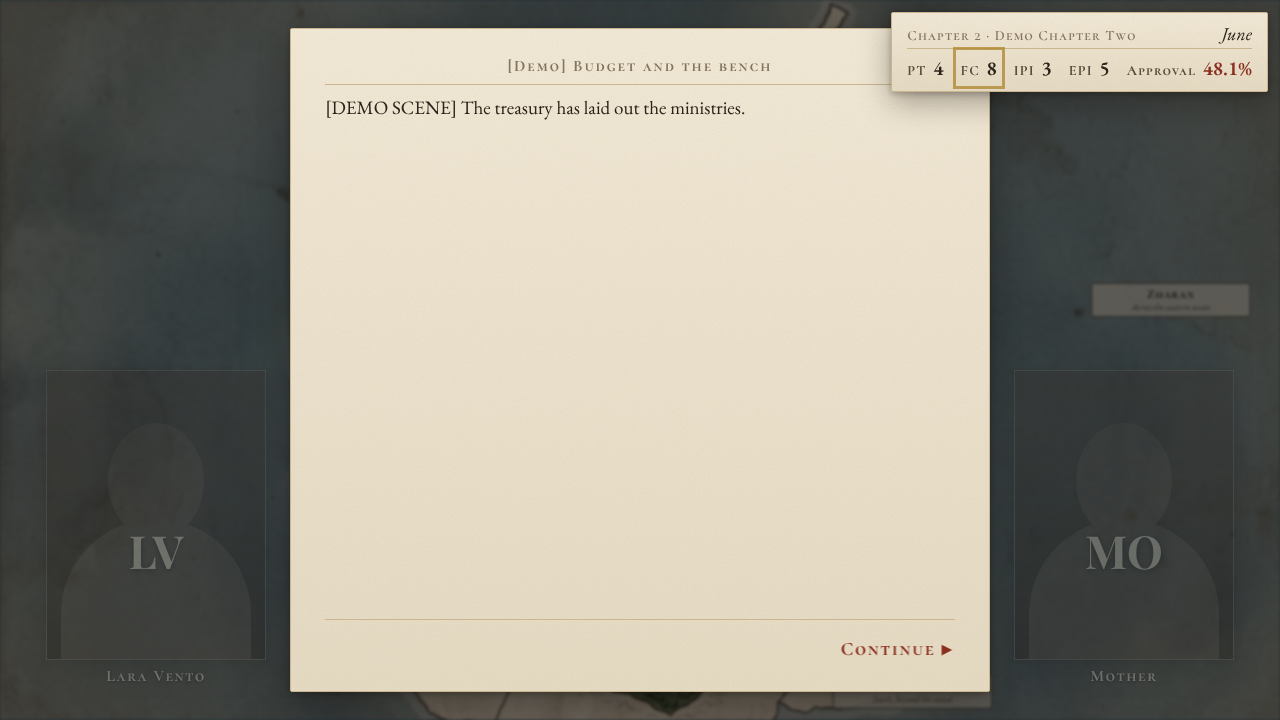 Chapter 2 · Demo Chapter Two June
PT 4 FC 8 IPI 3 EPI 5 Approval 48.1%
[Demo] Budget and the bench
[DEMO SCENE] The treasury has laid out the ministries.
Zharan
LV
MO
Continue ►
Lara Vento
Mother